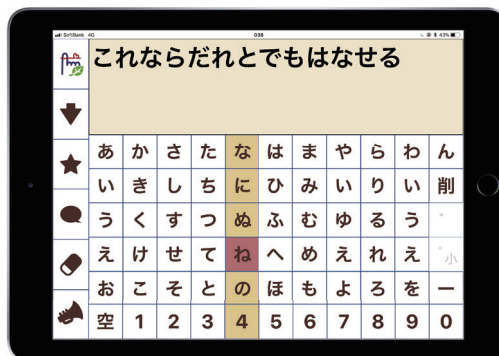 SoftBank 4G 038 43%
これならだれとでもはなせる
あ か さ た な は ま や ら わ ん
い き し ち に ひ み い り い 削
う く す つ ぬ ふ む ゆ る う ゛
え け せ て ね へ め え れ え ゜小
お こ そ と の ほ も よ ろ を ー
空 1 2 3 4 5 6 7 8 9 0